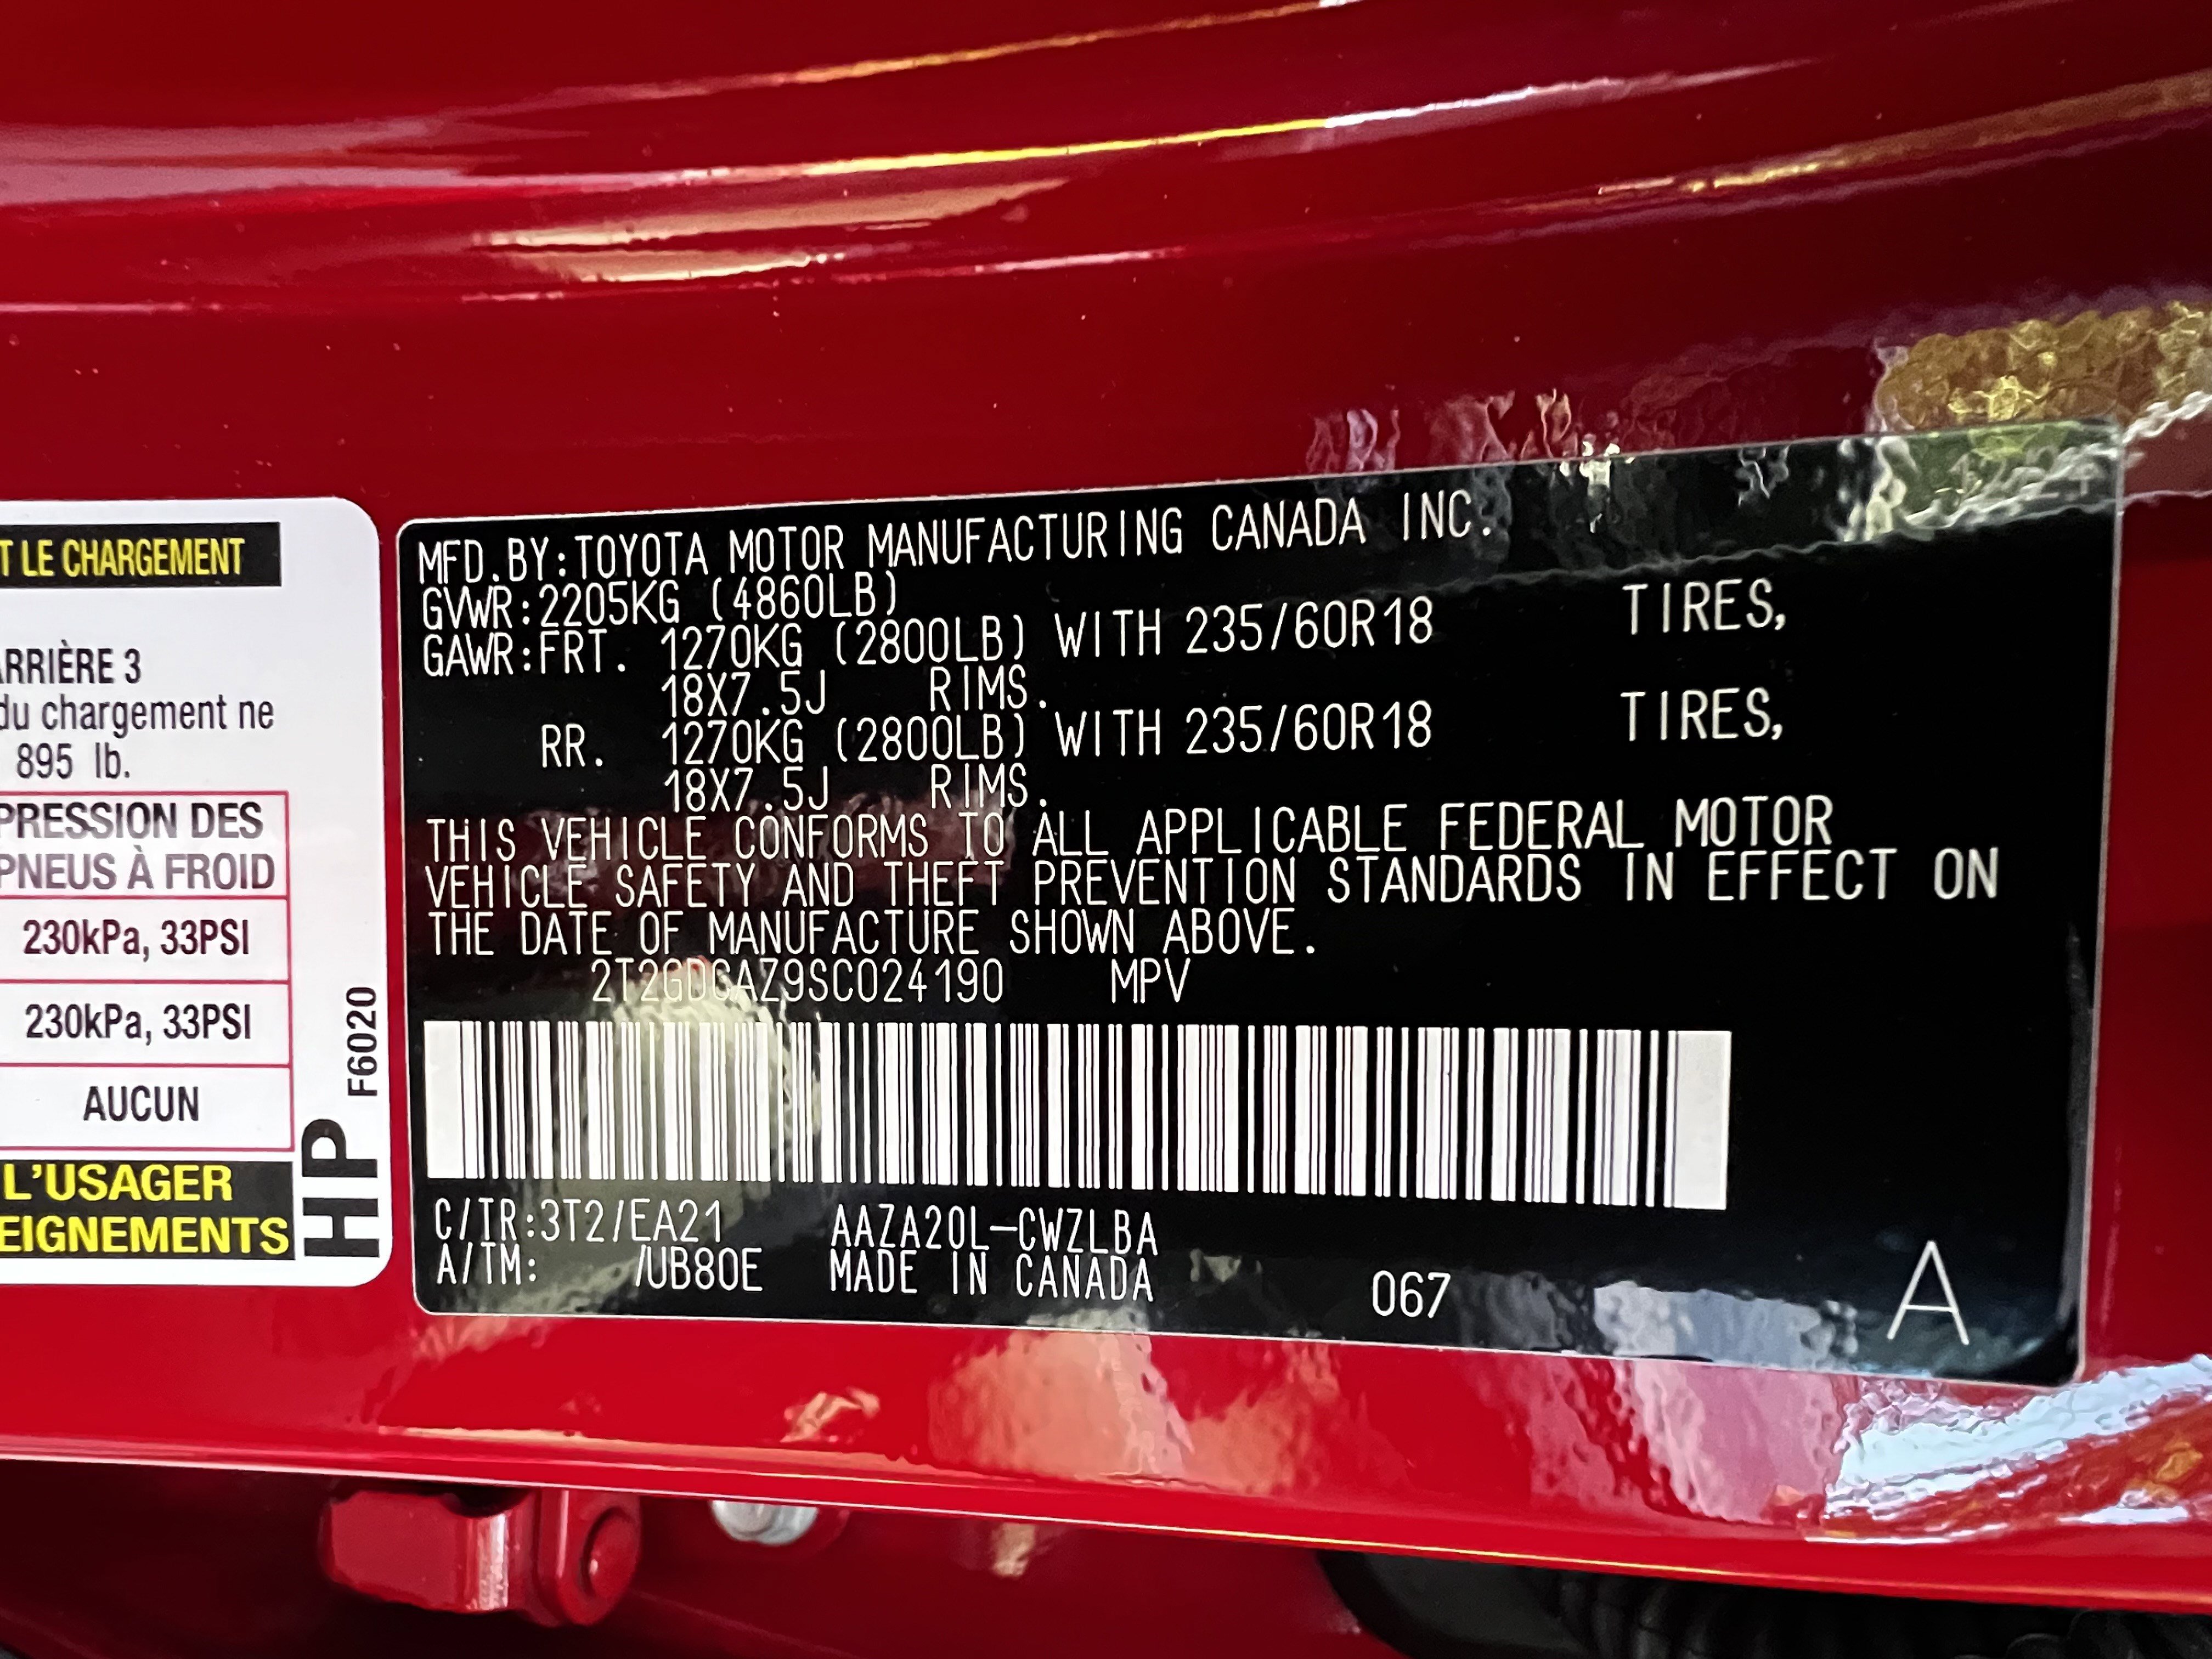 T LE CHARGEMENT
ARRIÈRE 3
du chargement ne
895 lb.
PRESSION DES
PNEUS À FROID
230kPa, 33PSI
230kPa, 33PSI
AUCUN
L'USAGER
EIGNEMENTS
HP
F6020
MFD.BY:TOYOTA MOTOR MANUFACTURING CANADA INC. 12/24
GVWR:2205KG (4860LB)
GAWR:FRT. 1270KG (2800LB) WITH 235/60R18 TIRES,
18X7.5J RIMS.
RR. 1270KG (2800LB) WITH 235/60R18 TIRES,
18X7.5J RIMS.
THIS VEHICLE CONFORMS TO ALL APPLICABLE FEDERAL MOTOR
VEHICLE SAFETY AND THEFT PREVENTION STANDARDS IN EFFECT ON
THE DATE OF MANUFACTURE SHOWN ABOVE.
2T2GDCAZ9SC024190 MPV
C/TR:3T2/EA21 AAZA20L-CWZLBA
A/TM: /UB80E MADE IN CANADA
067
A